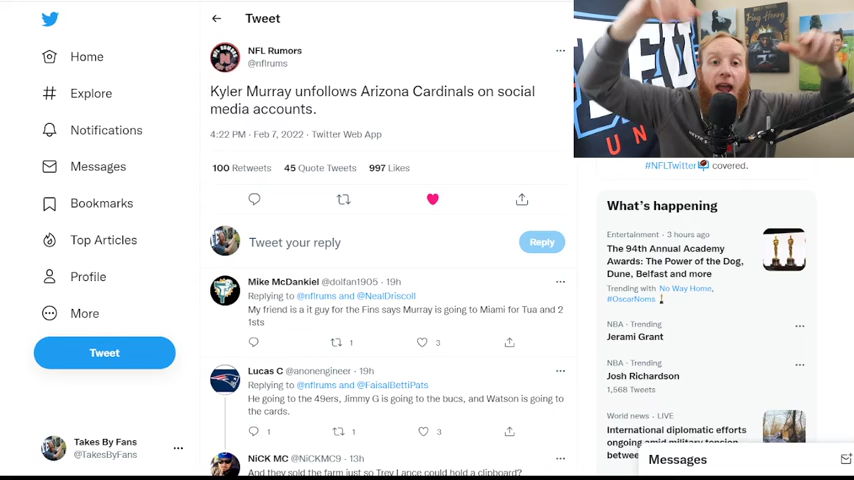 Tweet
Home
Explore
Notifications
Messages
Bookmarks
Top Articles
Profile
More
Tweet
Takes By Fans
@TakesByFans
NFL Rumors
@nflrums
Kyler Murray unfollows Arizona Cardinals on social
media accounts.
4:22 PM · Feb 7, 2022 · Twitter Web App
100 Retweets 45 Quote Tweets 997 Likes
Tweet your reply
Reply
Mike McDankiel @dolfan1905 · 19h
Replying to @nflrums and @NealDriscoll
My friend is a it guy for the Fins says Murray is going to Miami for Tua and 2
1sts
1 3
Lucas C @anonengineer · 19h
Replying to @nflrums and @FaisalBettiPats
He going to the 49ers, Jimmy G is going to the bucs, and Watson is going to
the cards.
1 1 3
NiCK MC @NiCKMC9 · 13h
And they sold the farm just so Trey Lance could hold a clipboard?
King Henry
UN
#NFLTwitter covered.
What's happening
Entertainment · 3 hours ago
The 94th Annual Academy
Awards: The Power of the Dog,
Dune, Belfast and more
Trending with No Way Home,
#OscarNoms
NBA · Trending
Jerami Grant
NBA · Trending
Josh Richardson
1,568 Tweets
World news · LIVE
International diplomatic efforts
ongoing amid military tension
Messages